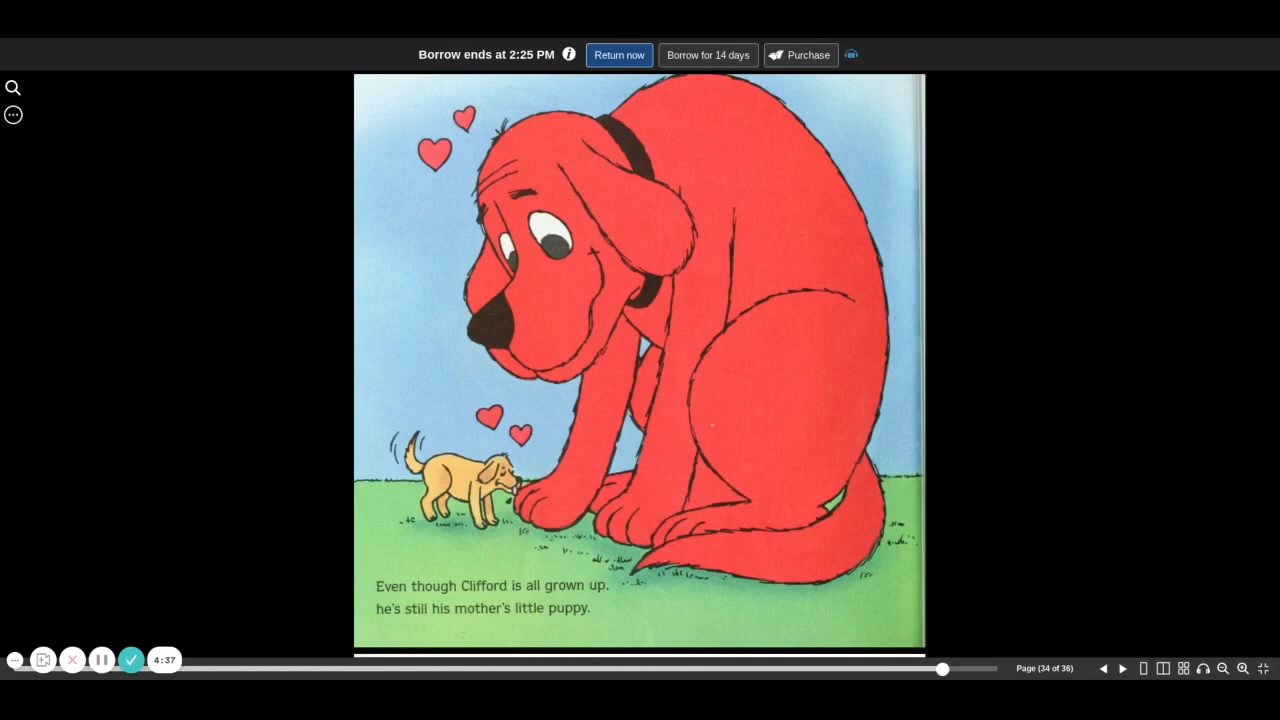 Borrow ends at 2:25 PM
Return now
Borrow for 14 days
Purchase
Even though Clifford is all grown up,
he's still his mother's little puppy.
4:37
Page (34 of 36)